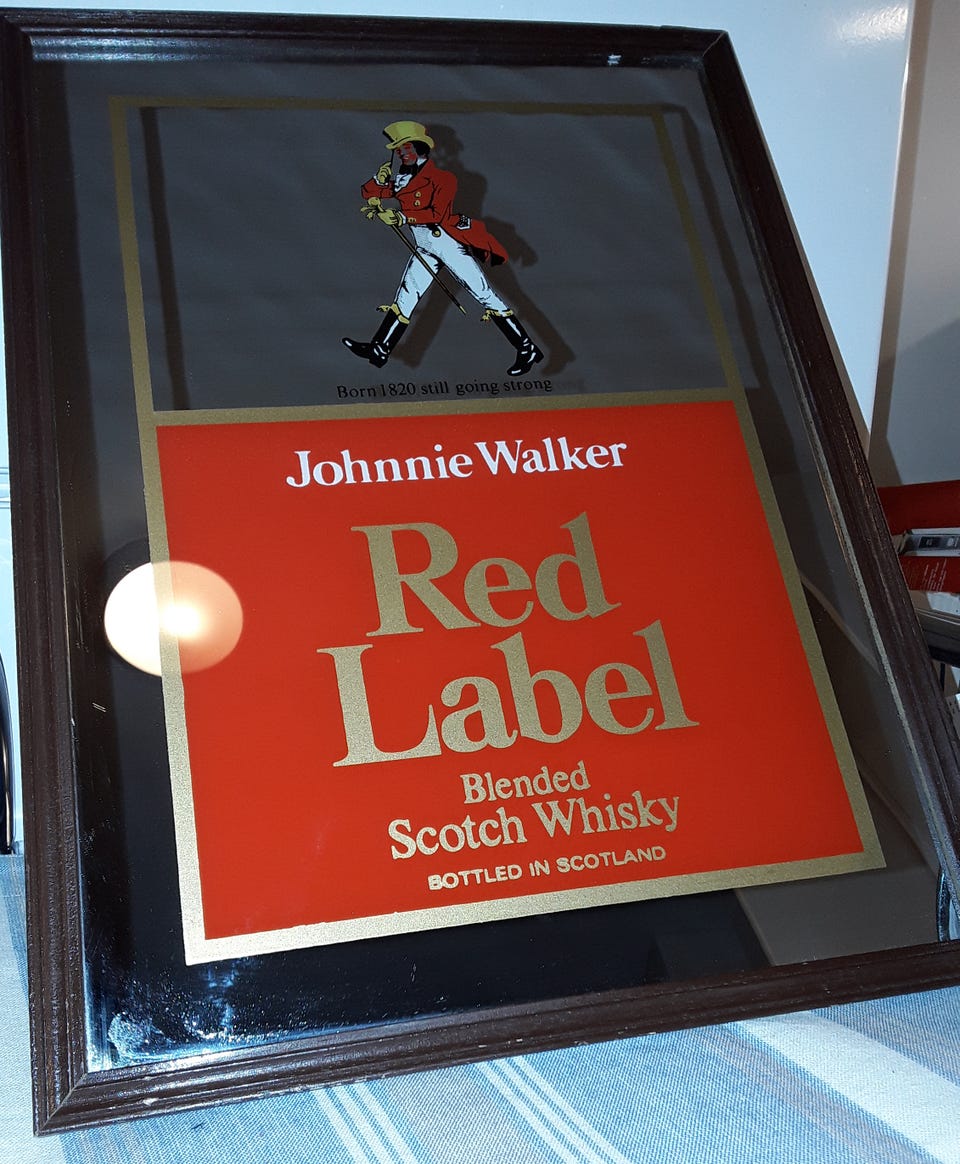 Born 1820 still going strong
Johnnie Walker
Red
Label
Blended
Scotch Whisky
BOTTLED IN SCOTLAND